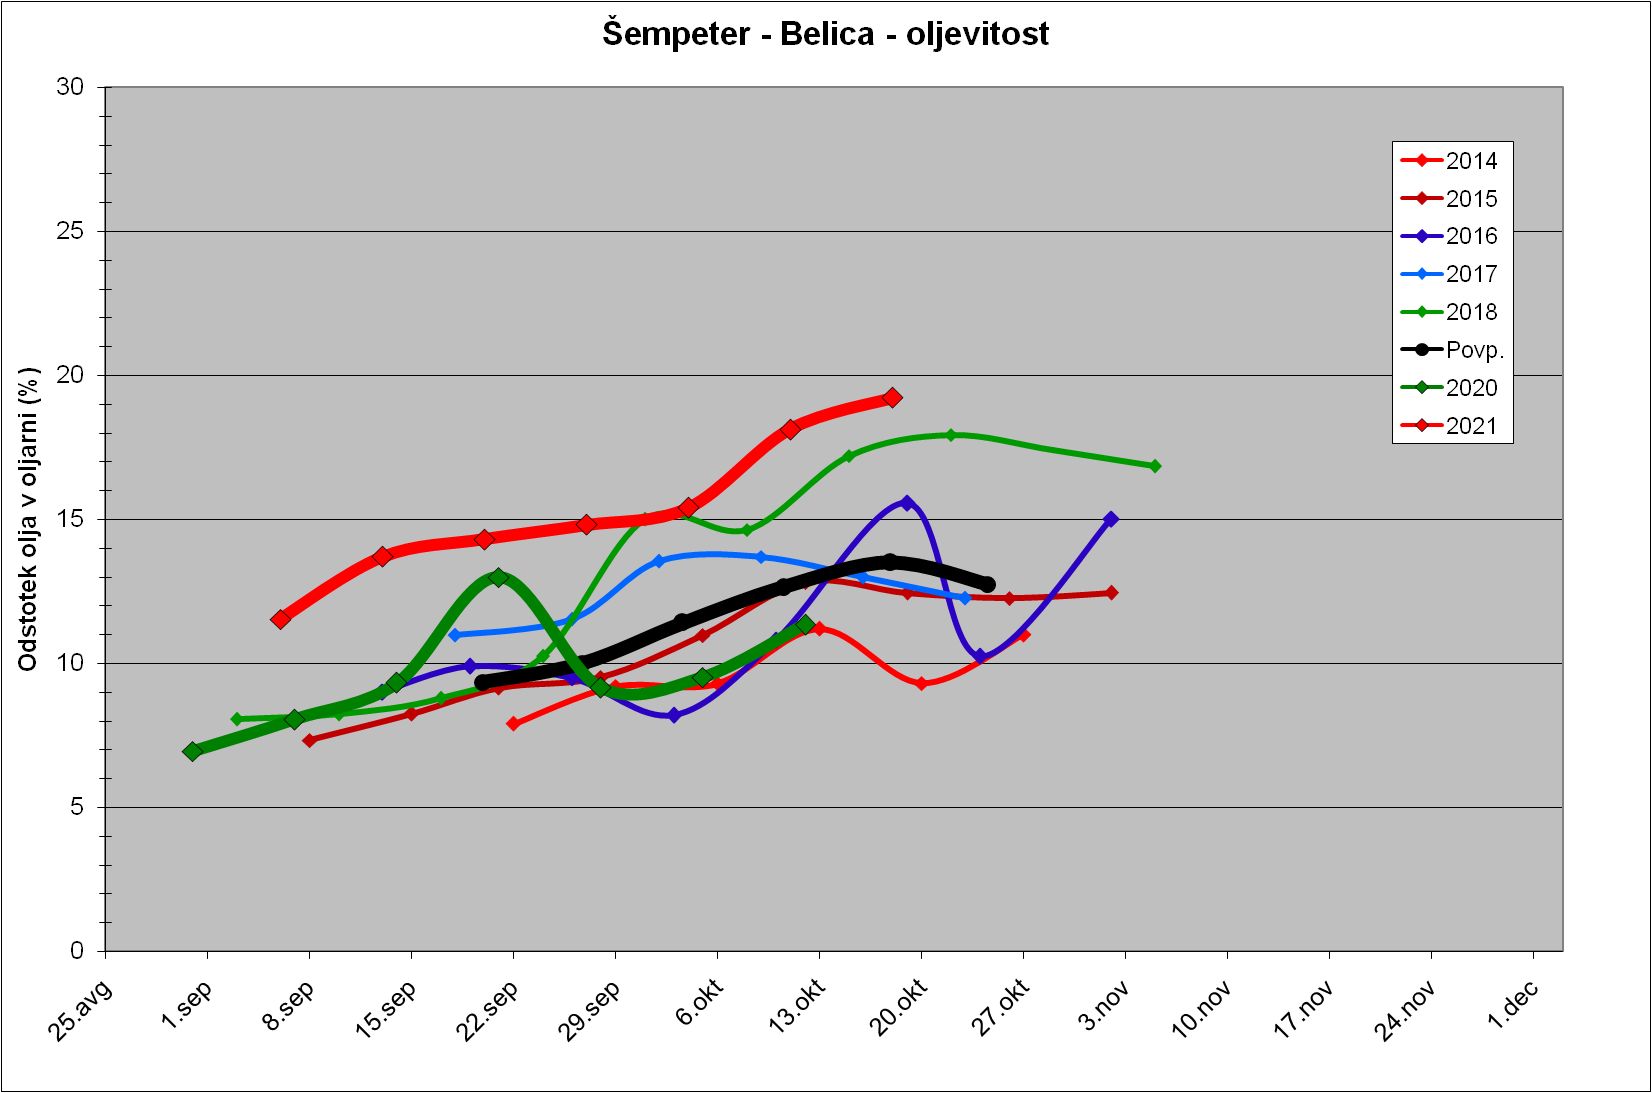 Šempeter - Belica - oljevitost
Odstotek olja v oljarni (%)
30
25
20
15
10
5
0
25.avg
1.sep
8.sep
15.sep
22.sep
29.sep
6.okt
13.okt
20.okt
27.okt
3.nov
10.nov
17.nov
24.nov
1.dec
2014
2015
2016
2017
2018
Povp.
2020
2021